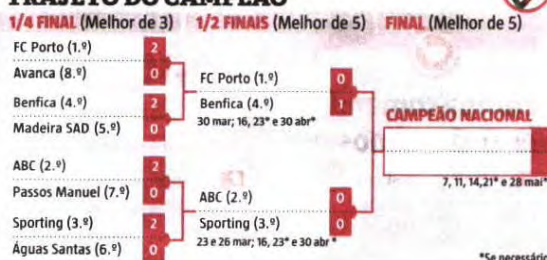 TRAJETO DO CAMPEÃO
1/4 FINAL (Melhor de 3) 1/2 FINAIS (Melhor de 5) FINAL (Melhor de 5)
FC Porto (1.º) 2
Avanca (8.º) 0
Benfica (4.º) 2
Madeira SAD (5.º) 0
ABC (2.º) 2
Passos Manuel (7.º) 0
Sporting (3.º) 2
Águas Santas (6.º) 0
FC Porto (1.º) 0
Benfica (4.º) 1
30 mar; 16, 23* e 30 abr*
ABC (2.º) 0
Sporting (3.º) 0
23 e 26 mar; 16, 23* e 30 abr*
CAMPEÃO NACIONAL
7, 11, 14,21* e 28 mai*
*Se necessário